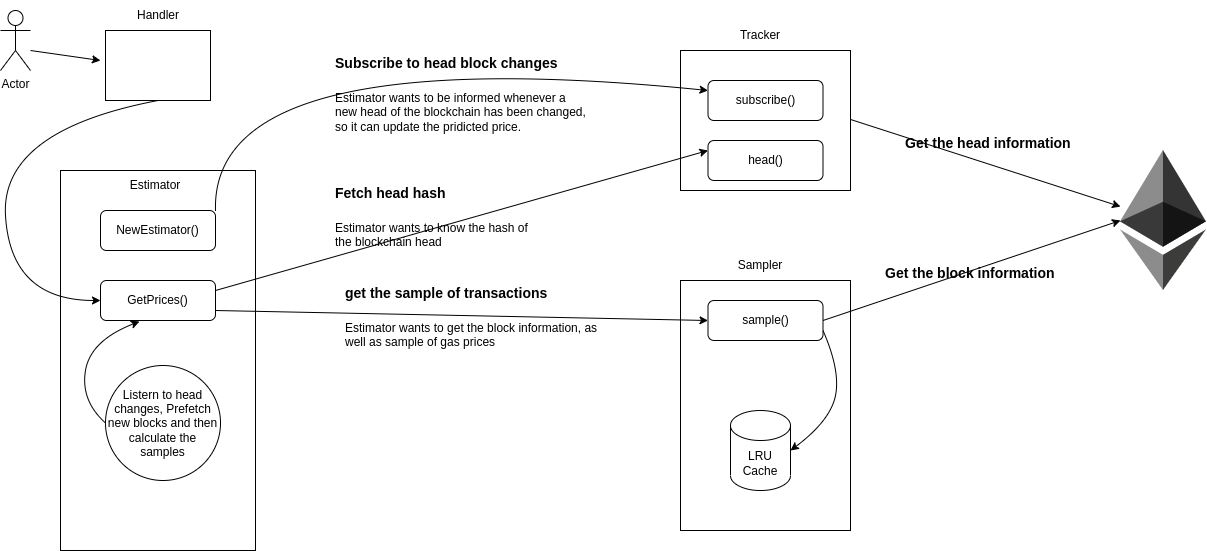 Handler
Actor
Tracker
Subscribe to head block changes
Estimator wants to be informed whenever a
new head of the blockchain has been changed,
so it can update the pridicted price.
subscribe()
head()
Get the head information
Estimator
NewEstimator()
Fetch head hash
Estimator wants to know the hash of
the blockchain head
GetPrices()
get the sample of transactions
Estimator wants to get the block information, as
well as sample of gas prices
Sampler
sample()
Get the block information
Listern to head
changes, Prefetch
new blocks and then
calculate the
samples
LRU
Cache